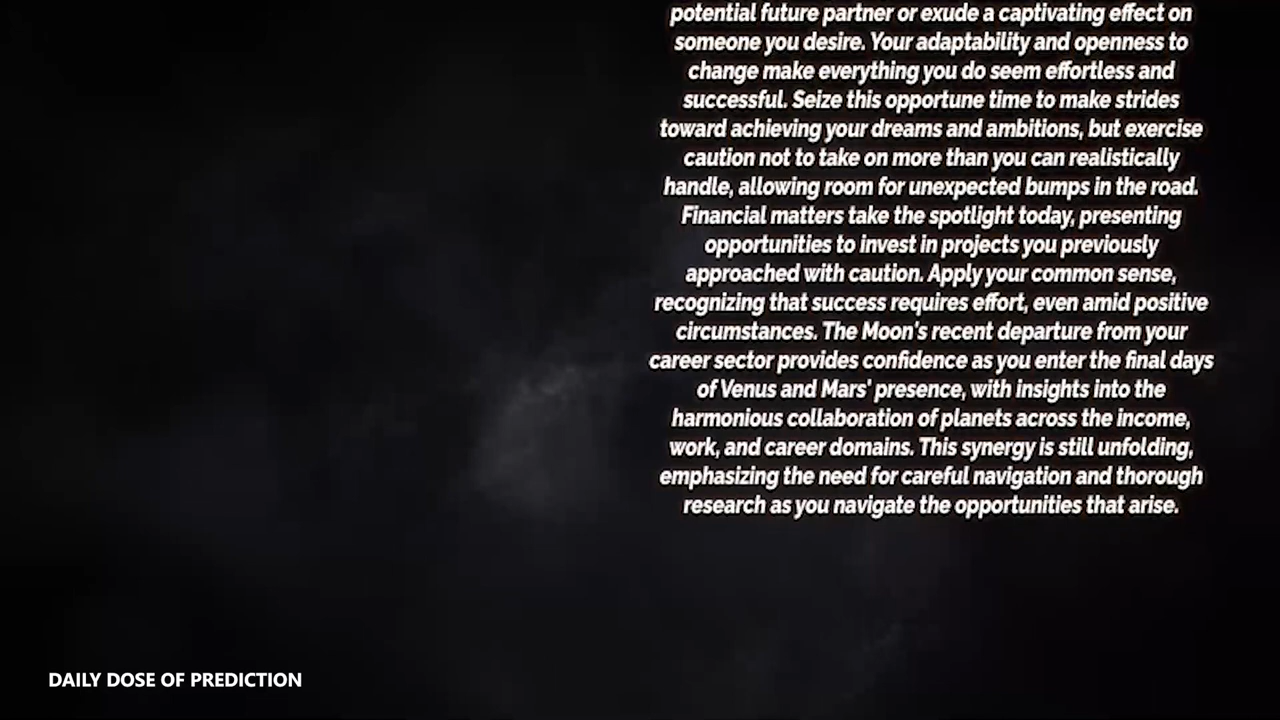 potential future partner or exude a captivating effect on
someone you desire. Your adaptability and openness to
change make everything you do seem effortless and
successful. Seize this opportune time to make strides
toward achieving your dreams and ambitions, but exercise
caution not to take on more than you can realistically
handle, allowing room for unexpected bumps in the road.
Financial matters take the spotlight today, presenting
opportunities to invest in projects you previously
approached with caution. Apply your common sense,
recognizing that success requires effort, even amid positive
circumstances. The Moon's recent departure from your
career sector provides confidence as you enter the final days
of Venus and Mars' presence, with insights into the
harmonious collaboration of planets across the income,
work, and career domains. This synergy is still unfolding,
emphasizing the need for careful navigation and thorough
research as you navigate the opportunities that arise.
DAILY DOSE OF PREDICTION